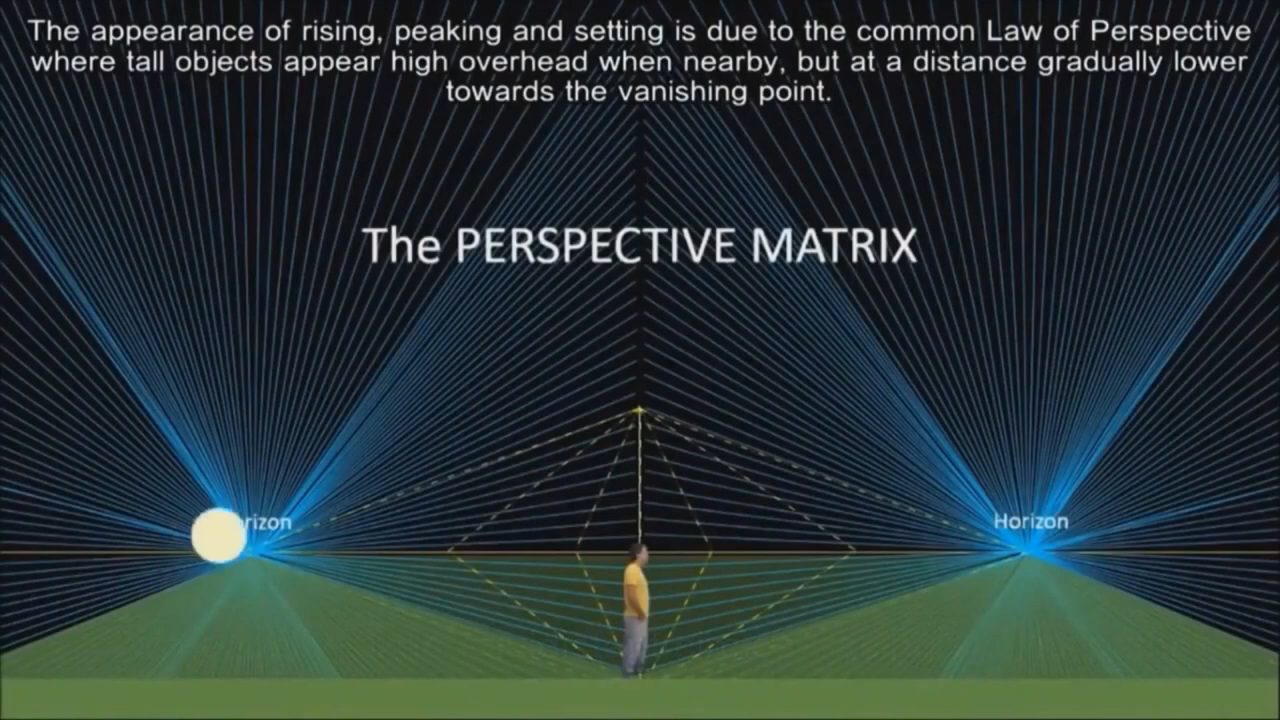 The appearance of rising, peaking and setting is due to the common Law of Perspective
where tall objects appear high overhead when nearby, but at a distance gradually lower
towards the vanishing point.
The PERSPECTIVE MATRIX
rizon
Horizon